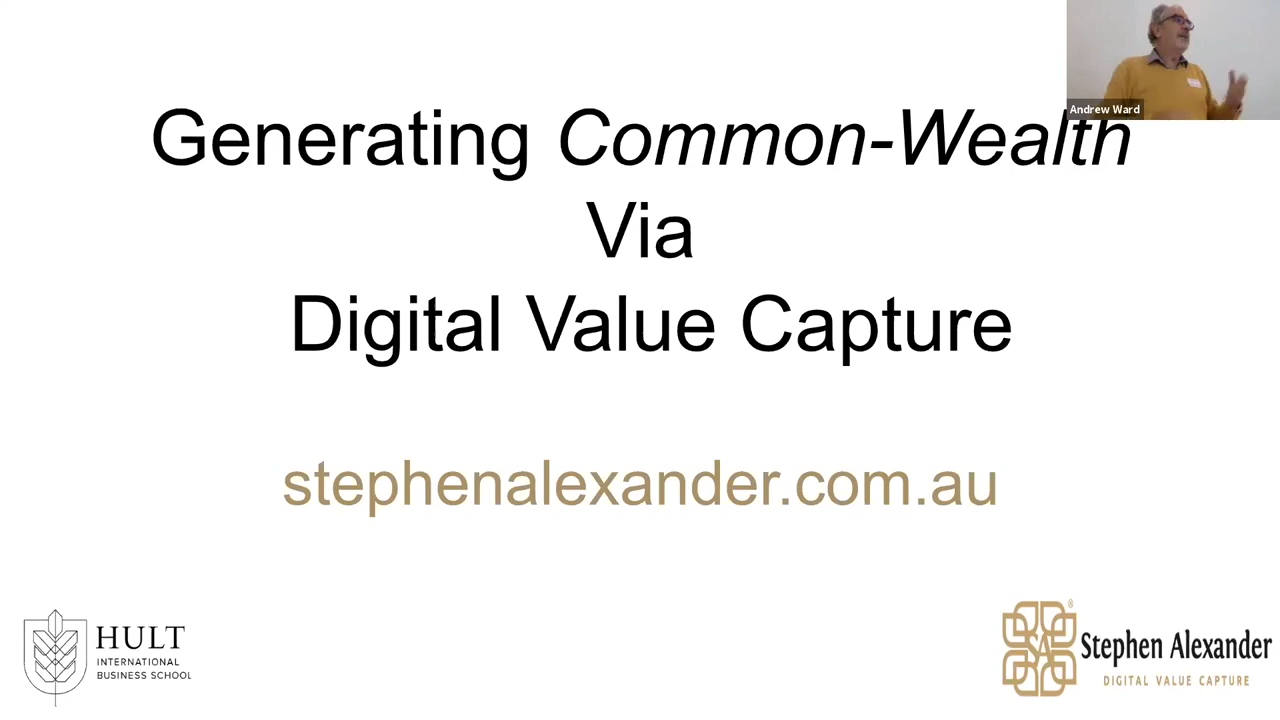 Andrew Ward
Generating Common-Wealth
Via
Digital Value Capture
stephenalexander.com.au
HULT
INTERNATIONAL
BUSINESS SCHOOL
SA
®
Stephen Alexander
DIGITAL VALUE CAPTURE